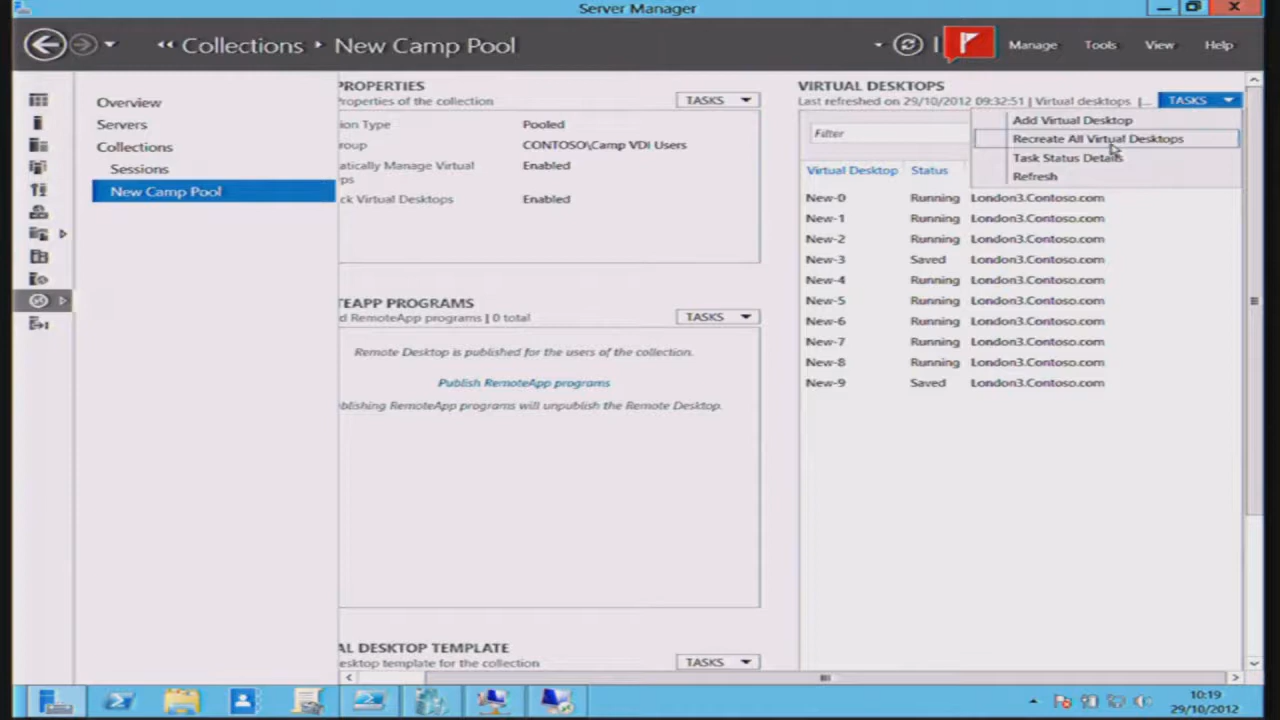 Server Manager
Collections
New Camp Pool
Manage
Tools
View
Help
Overview
Servers
Collections
Sessions
New Camp Pool
PROPERTIES
Properties of the collection
TASKS
ion Type
Pooled
roup
CONTOSO\Camp VDI Users
matically Manage Virtual
ps
Enabled
ck Virtual Desktops
Enabled
TEAPP PROGRAMS
d RemoteApp programs | 0 total
TASKS
Remote Desktop is published for the users of the collection.
Publish RemoteApp programs
blishing RemoteApp programs will unpublish the Remote Desktop.
AL DESKTOP TEMPLATE
esktop template for the collection
TASKS
VIRTUAL DESKTOPS
Last refreshed on 29/10/2012 09:32:51 | Virtual desktops |...
TASKS
Add Virtual Desktop
Recreate All Virtual Desktops
Task Status Details
Refresh
Filter
Virtual Desktop Status
New-0 Running London3.Contoso.com
New-1 Running London3.Contoso.com
New-2 Running London3.Contoso.com
New-3 Saved London3.Contoso.com
New-4 Running London3.Contoso.com
New-5 Running London3.Contoso.com
New-6 Running London3.Contoso.com
New-7 Running London3.Contoso.com
New-8 Running London3.Contoso.com
New-9 Saved London3.Contoso.com
10:19
29/10/2012